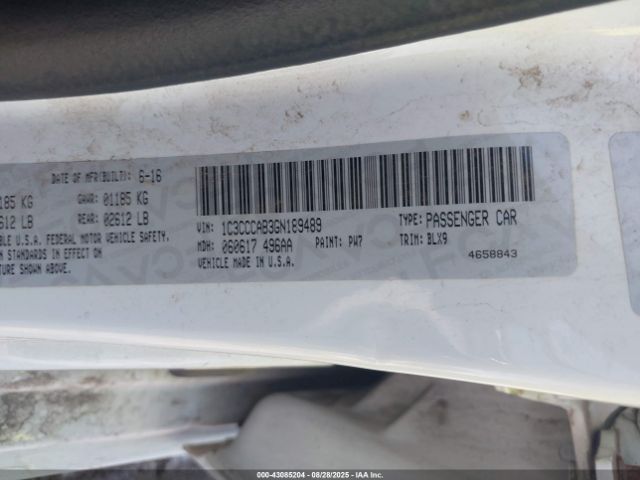 DATE OF MFR(BUILT): 6-16
185 KG GAWR: 01185 KG
612 LB REAR: 02612 LB
BLE U.S.A. FEDERAL MOTOR VEHICLE SAFETY,
ON STANDARDS IN EFFECT ON
TURE SHOWN ABOVE.
VIN: 1C3CCCAB3GN189489 TYPE: PASSENGER CAR
MDH: 060617 496AA PAINT: PW7 TRIM: BLX9
VEHICLE MADE IN U.S.A. 4658843
000-43085204 - 08/28/2025 - IAA Inc.